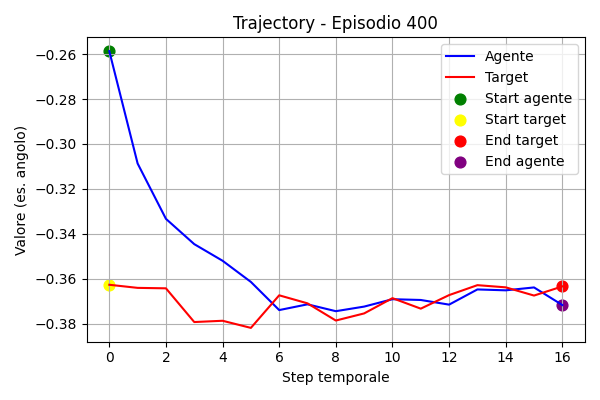 Trajectory - Episodio 400
Valore (es. angolo)
−0.26
−0.28
−0.30
−0.32
−0.34
−0.36
−0.38
Agente
Target
Start agente
Start target
End target
End agente
0 2 4 6 8 10 12 14 16
Step temporale